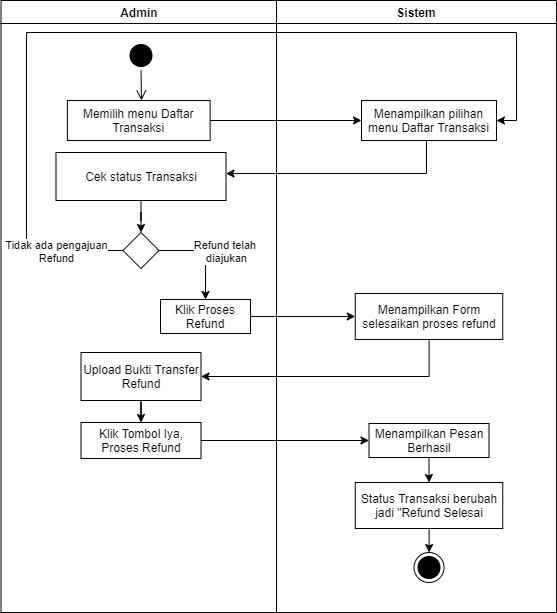 Admin
Sistem
Memilih menu Daftar
Transaksi
Menampilkan pilihan
menu Daftar Transaksi
Cek status Transaksi
Tidak ada pengajuan
Refund
Refund telah
diajukan
Klik Proses
Refund
Menampilkan Form
selesaikan proses refund
Upload Bukti Transfer
Refund
Klik Tombol Iya,
Proses Refund
Menampilkan Pesan
Berhasil
Status Transaksi berubah
jadi "Refund Selesai